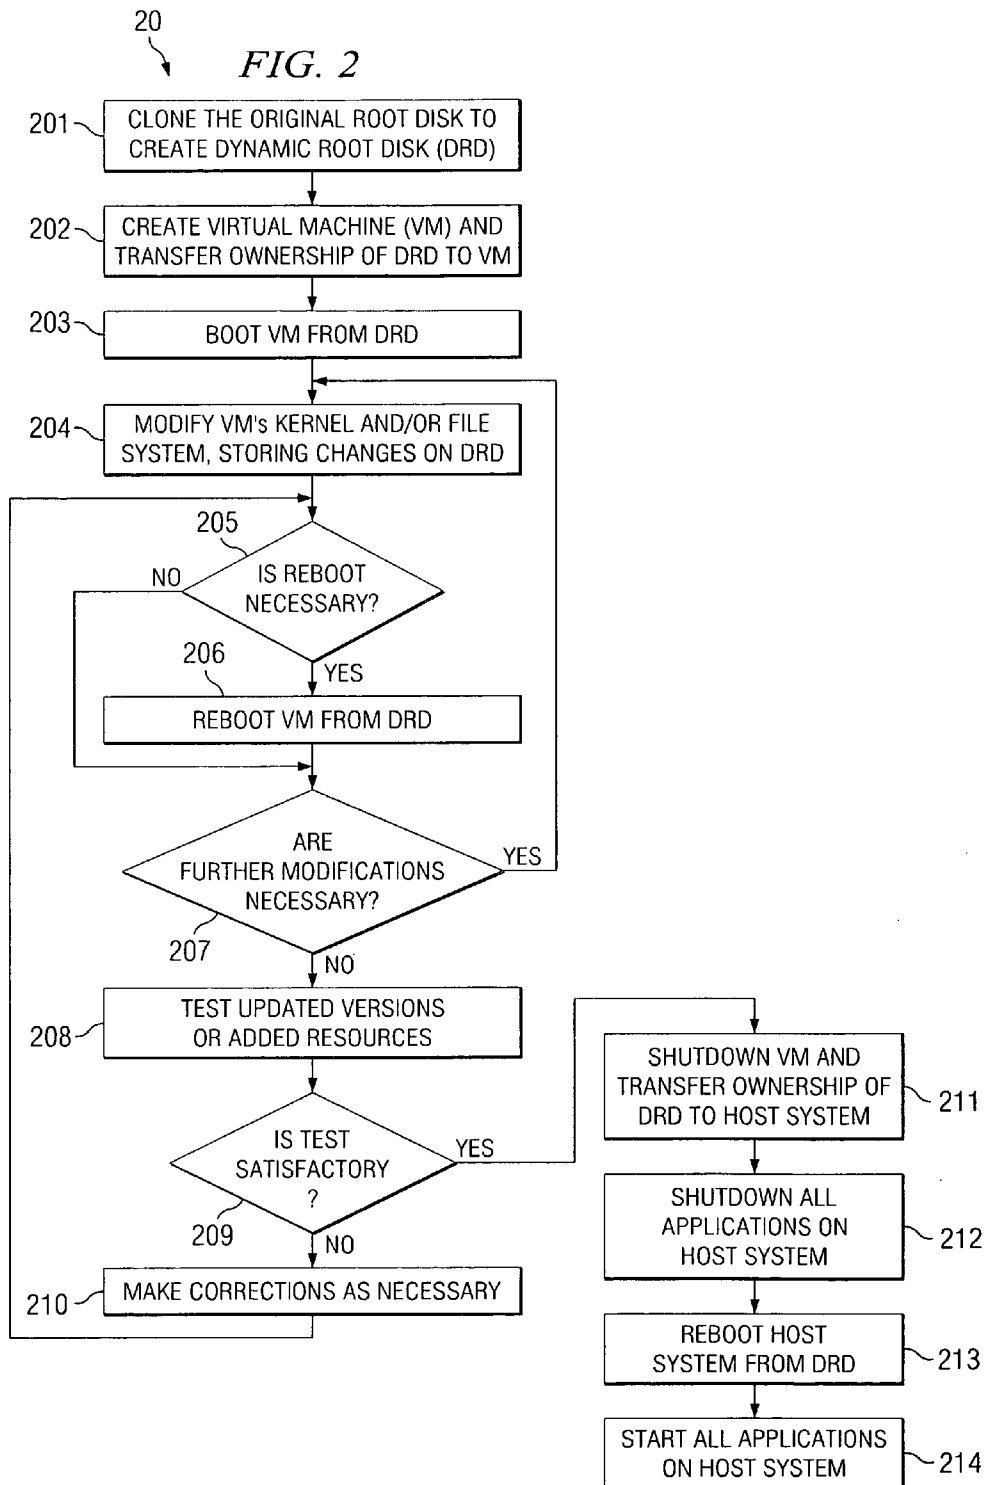 20
FIG. 2
201
CLONE THE ORIGINAL ROOT DISK TO
CREATE DYNAMIC ROOT DISK (DRD)
202
CREATE VIRTUAL MACHINE (VM) AND
TRANSFER OWNERSHIP OF DRD TO VM
203
BOOT VM FROM DRD
204
MODIFY VM's KERNEL AND/OR FILE
SYSTEM, STORING CHANGES ON DRD
205
NO
IS REBOOT
NECESSARY?
YES
206
REBOOT VM FROM DRD
ARE
FURTHER MODIFICATIONS
NECESSARY?
YES
207
NO
208
TEST UPDATED VERSIONS
OR ADDED RESOURCES
IS TEST
SATISFACTORY
?
YES
209
NO
210
MAKE CORRECTIONS AS NECESSARY
SHUTDOWN VM AND
TRANSFER OWNERSHIP OF
DRD TO HOST SYSTEM
211
SHUTDOWN ALL
APPLICATIONS ON
HOST SYSTEM
212
REBOOT HOST
SYSTEM FROM DRD
213
START ALL APPLICATIONS
ON HOST SYSTEM
214